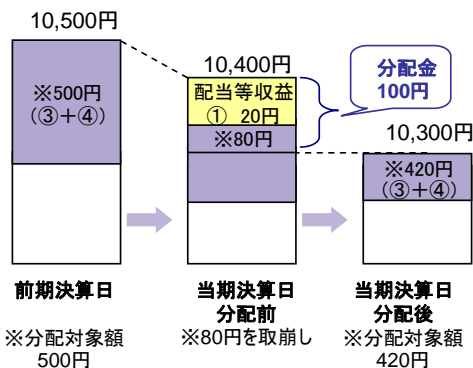 10,500円
※500円
(③+④)
前期決算日
※分配対象額
500円
10,400円
配当等収益
① 20円
※80円
当期決算日
分配前
※80円を取崩し
分配金
100円
10,300円
※420円
(③+④)
当期決算日
分配後
※分配対象額
420円